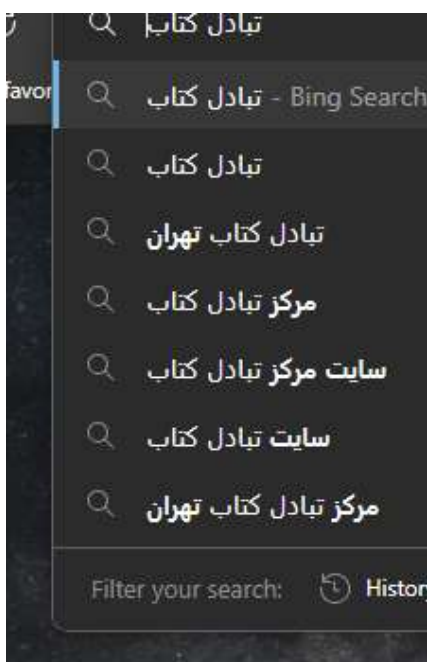 تبادل کتاب
favor
تبادل کتاب - Bing Search
تبادل کتاب
تبادل کتاب تهران
مرکز تبادل کتاب
سایت مرکز تبادل کتاب
سایت تبادل کتاب
مرکز تبادل کتاب تهران
Filter your search: History